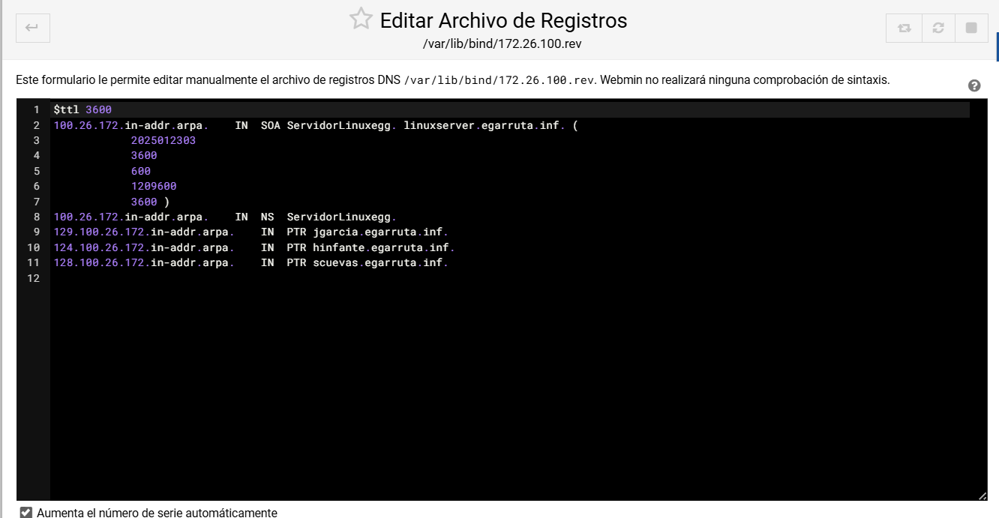 Editar Archivo de Registros
/var/lib/bind/172.26.100.rev
Este formulario le permite editar manualmente el archivo de registros DNS /var/lib/bind/172.26.100.rev. Webmin no realizará ninguna comprobación de sintaxis.
?
1 $ttl 3600
2 100.26.172.in-addr.arpa. IN SOA ServidorLinuxegg. linuxserver.egarruta.inf. (
3 2025012303
4 3600
5 600
6 1209600
7 3600 )
8 100.26.172.in-addr.arpa. IN NS ServidorLinuxegg.
9 129.100.26.172.in-addr.arpa. IN PTR jgarcia.egarruta.inf.
10 124.100.26.172.in-addr.arpa. IN PTR hinfante.egarruta.inf.
11 128.100.26.172.in-addr.arpa. IN PTR scuevas.egarruta.inf.
12
Aumenta el número de serie automáticamente